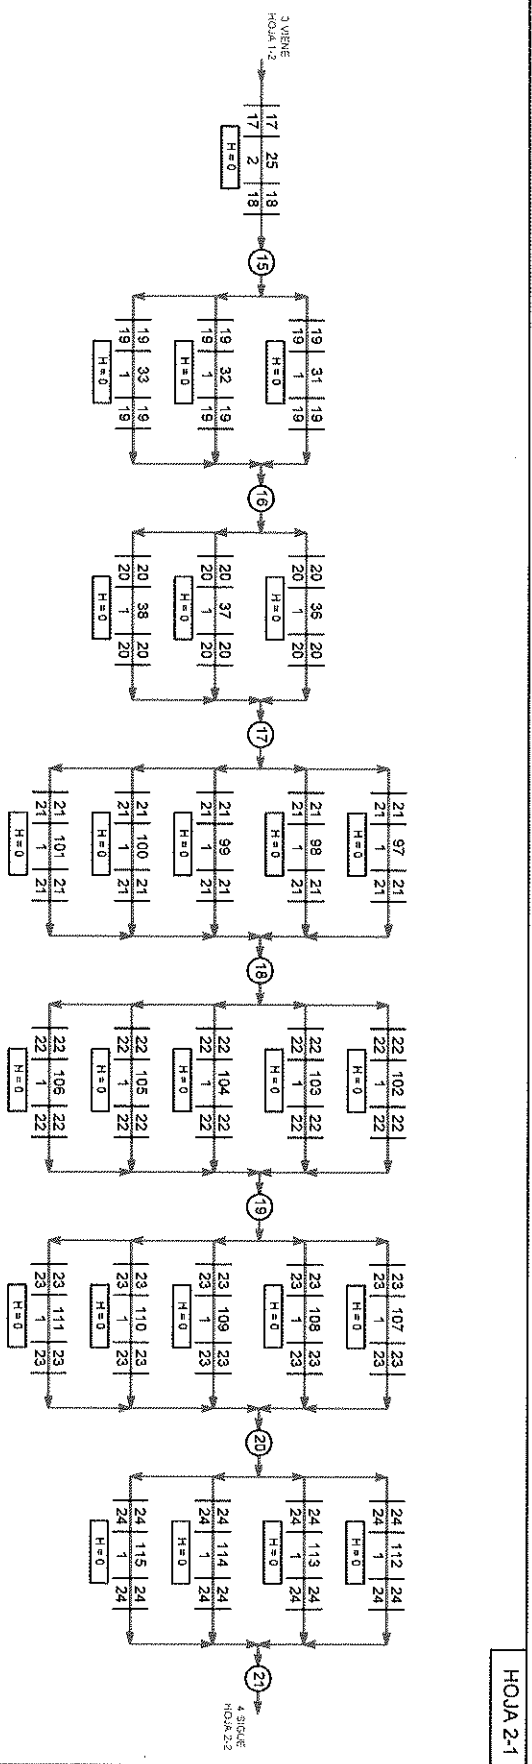 HOJA 2-1
3 VIENE
HOJA 1-2
17 25 18
17 2 18
H=0
15
19 31 19
19 1 19
H=0
19 32 19
19 1 19
H=0
19 33 19
19 1 19
H=0
16
20 36 20
20 1 20
H=0
20 37 20
20 1 20
H=0
20 38 20
20 1 20
H=0
17
21 97 21
21 1 21
H=0
21 98 21
21 1 21
H=0
21 99 21
21 1 21
H=0
21 100 21
21 1 21
H=0
21 101 21
21 1 21
H=0
18
22 102 22
22 1 22
H=0
22 103 22
22 1 22
H=0
22 104 22
22 1 22
H=0
22 105 22
22 1 22
H=0
22 106 22
22 1 22
H=0
19
23 107 23
23 1 23
H=0
23 108 23
23 1 23
H=0
23 109 23
23 1 23
H=0
23 110 23
23 1 23
H=0
23 111 23
23 1 23
H=0
20
24 112 24
24 1 24
H=0
24 113 24
24 1 24
H=0
24 114 24
24 1 24
H=0
24 115 24
24 1 24
H=0
21
4 SIGUE
HOJA 2-2